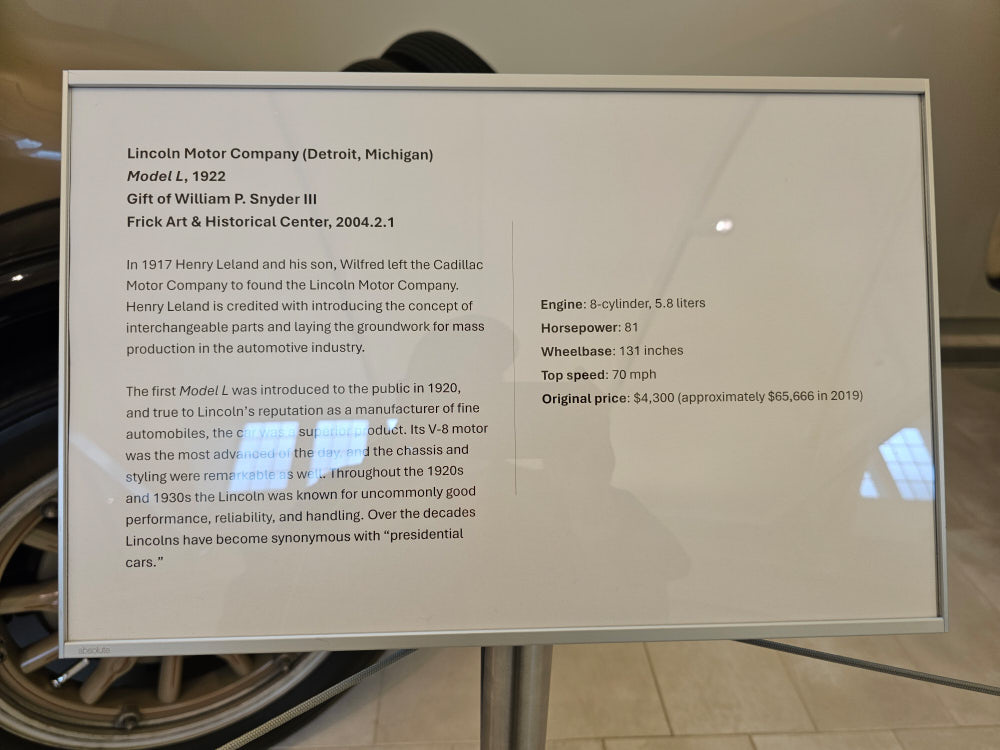 Lincoln Motor Company (Detroit, Michigan)
Model L, 1922
Gift of William P. Snyder III
Frick Art & Historical Center, 2004.2.1
In 1917 Henry Leland and his son, Wilfred left the Cadillac
Motor Company to found the Lincoln Motor Company.
Henry Leland is credited with introducing the concept of
interchangeable parts and laying the groundwork for mass
production in the automotive industry.
The first Model L was introduced to the public in 1920,
and true to Lincoln's reputation as a manufacturer of fine
automobiles, the car was a superior product. Its V-8 motor
was the most advanced of the day, and the chassis and
styling were remarkable as well. Throughout the 1920s
and 1930s the Lincoln was known for uncommonly good
performance, reliability, and handling. Over the decades
Lincolns have become synonymous with “presidential
cars.”
Engine: 8-cylinder, 5.8 liters
Horsepower: 81
Wheelbase: 131 inches
Top speed: 70 mph
Original price: $4,300 (approximately $65,666 in 2019)
absolute